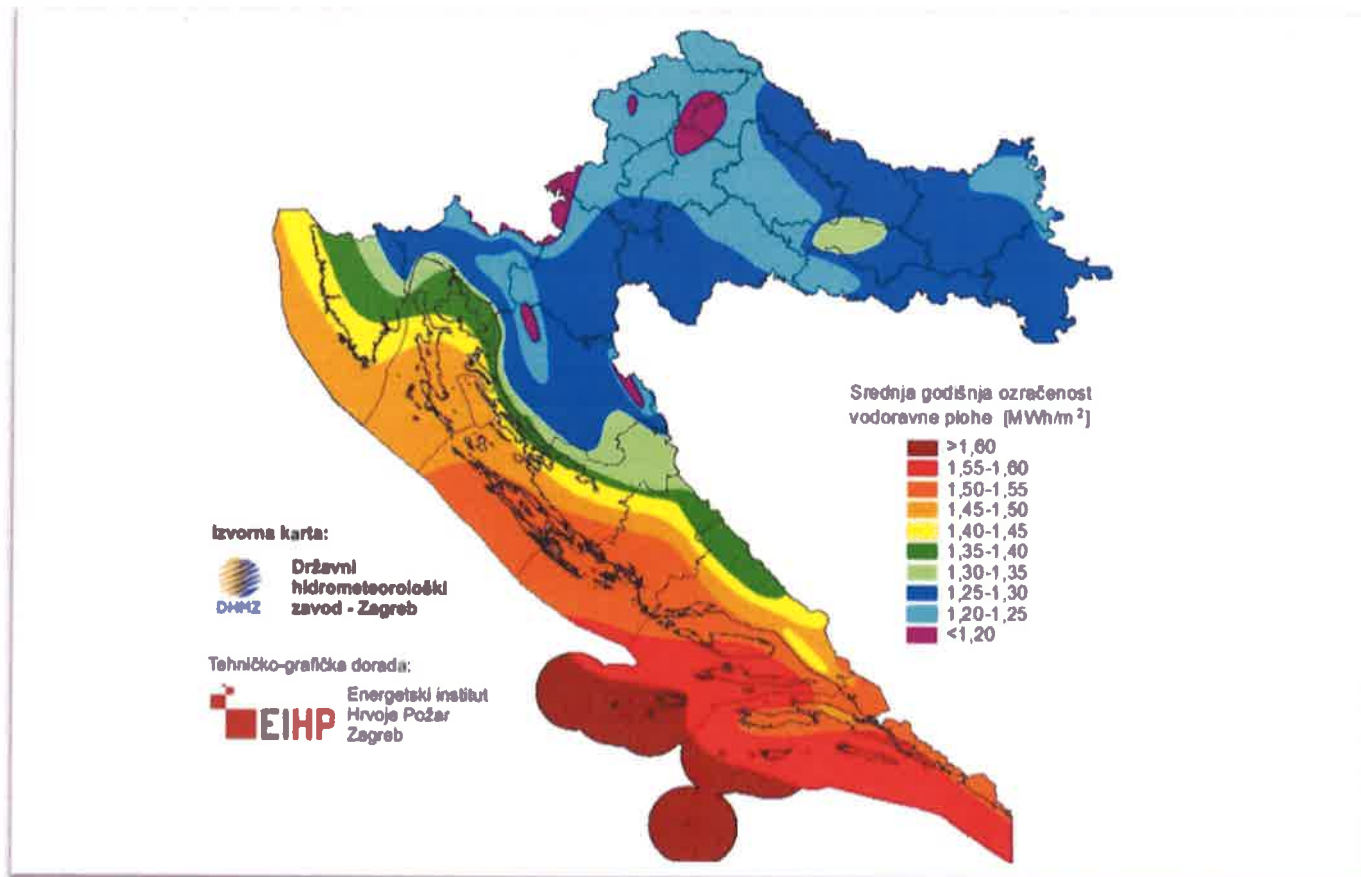 Srednja godišnja ozračenost
vodoravne plohe [MWh/m²]
>1,60
1,55-1,60
1,50-1,55
1,45-1,50
1,40-1,45
1,35-1,40
1,30-1,35
1,25-1,30
1,20-1,25
<1,20
Izvorna karta:
DHMZ
Državni
hidrometeorološki
zavod - Zagreb
Tehničko-grafička dorada:
EIHP
Energetski institut
Hrvoje Požar
Zagreb